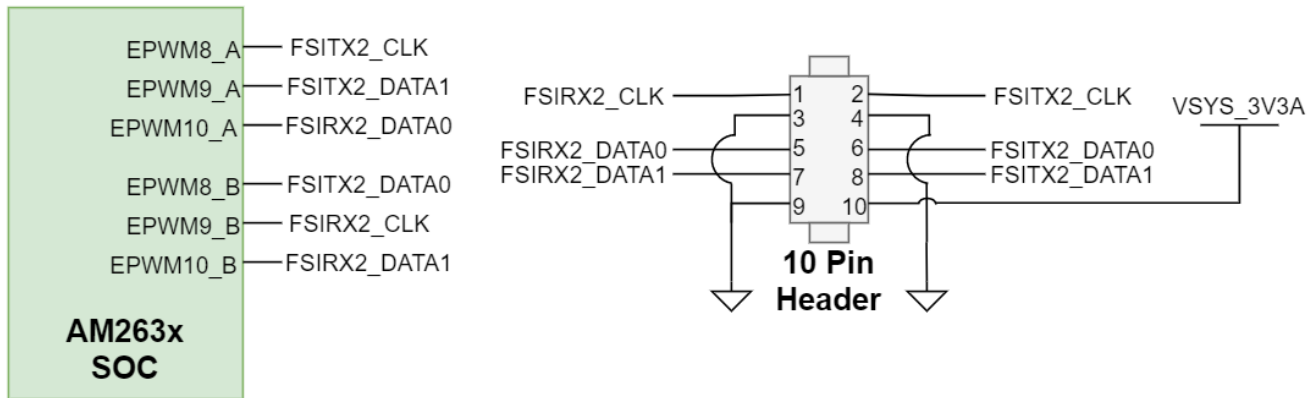 EPWM8_A FSITX2_CLK
EPWM9_A FSITX2_DATA1
EPWM10_A FSIRX2_DATA0
EPWM8_B FSITX2_DATA0
EPWM9_B FSIRX2_CLK
EPWM10_B FSIRX2_DATA1
AM263x
SOC
FSIRX2_CLK 1 2 FSITX2_CLK
VSYS_3V3A
3 4
FSIRX2_DATA0 5 6 FSITX2_DATA0
FSIRX2_DATA1 7 8 FSITX2_DATA1
9 10
10 Pin
Header